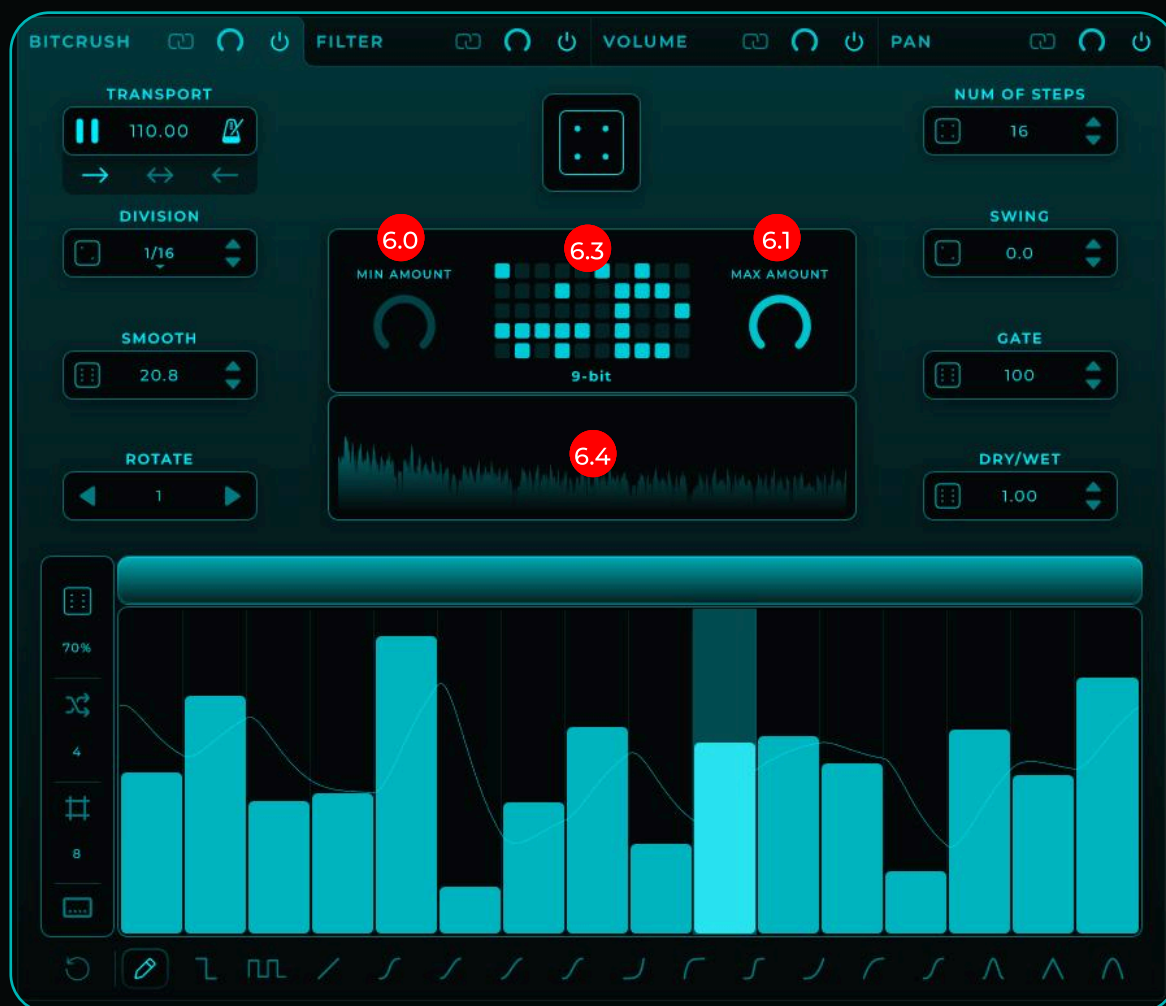 BITCRUSH FILTER VOLUME PAN
TRANSPORT
110.00
NUM OF STEPS
16
DIVISION
1/16
SWING
0.0
6.0
6.3
6.1
MIN AMOUNT
MAX AMOUNT
9-bit
SMOOTH
20.8
GATE
100
6.4
ROTATE
1
DRY/WET
1.00
70%
4
8